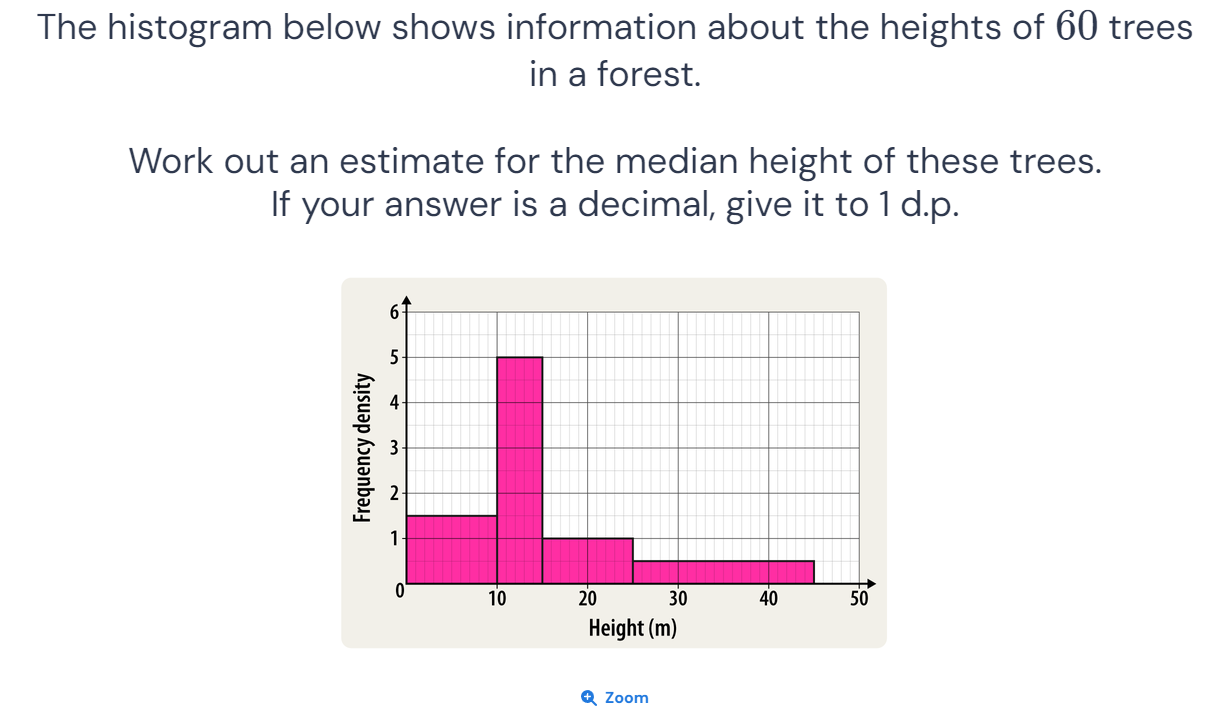 The histogram below shows information about the heights of 60 trees
in a forest.
Work out an estimate for the median height of these trees.
If your answer is a decimal, give it to 1 d.p.
6
5
4
3
2
1
0
Frequency density
10 20 30 40 50
Height (m)
Zoom